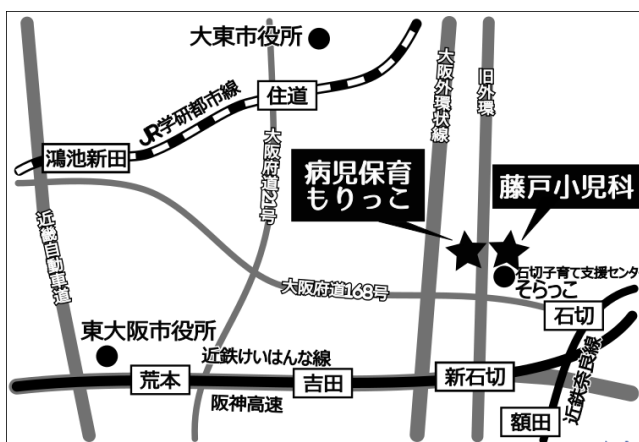 大東市役所
大阪外環状線
旧外環
JR学研都市線
住道
鴻池新田
大阪府道21号
病児保育
もりっこ
藤戸小児科
近畿自動車道
石切子育て支援センタ
そらっこ
大阪府道168号
石切
東大阪市役所
近鉄けいはんな線
荒本
吉田
新石切
阪神高速
近鉄奈良線
額田